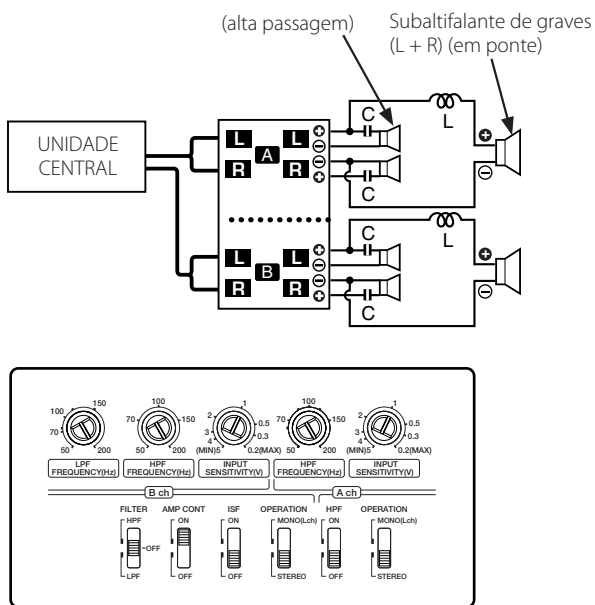 (alta passagem)
Subaltifalante de graves
(L + R) (em ponte)
UNIDADE
CENTRAL
L L
A
R R
C
C
L
L L
B
R R
C
C
L
50 70 100 150 200
LPF
FREQUENCY(Hz)
50 70 100 150 200
HPF
FREQUENCY(Hz)
(MIN)5 4 3 2 1 0.5 0.3 0.2(MAX)
INPUT
SENSITIVITY(V)
50 70 100 150 200
HPF
FREQUENCY(Hz)
(MIN)5 4 3 2 1 0.5 0.3 0.2(MAX)
INPUT
SENSITIVITY(V)
B ch
A ch
FILTER
HPF
OFF
LPF
AMP CONT
ON
OFF
ISF
ON
OFF
OPERATION
MONO(Lch)
STEREO
HPF
ON
OFF
OPERATION
MONO(Lch)
STEREO